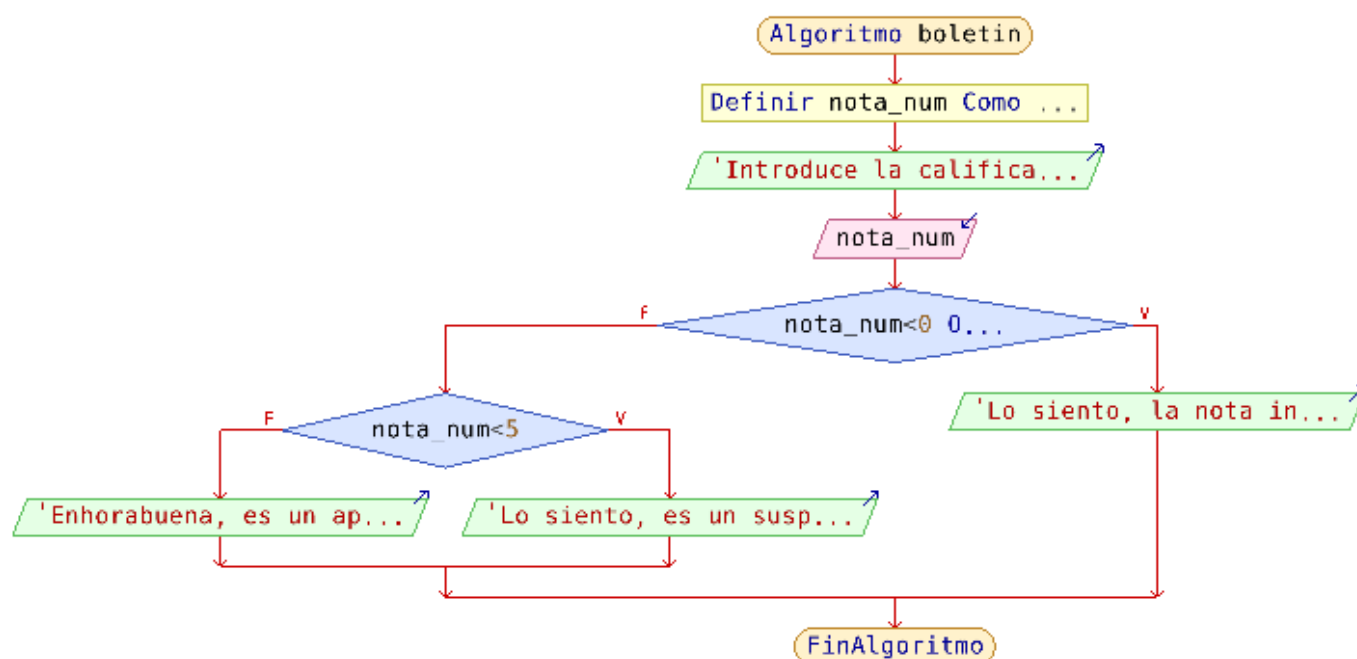 Algoritmo boletin
Definir nota_num Como ...
'Introduce la califica...
nota_num
F
nota_num<0 O...
V
F
nota_num<5
V
'Lo siento, la nota in...
'Enhorabuena, es un ap...
'Lo siento, es un susp...
FinAlgoritmo